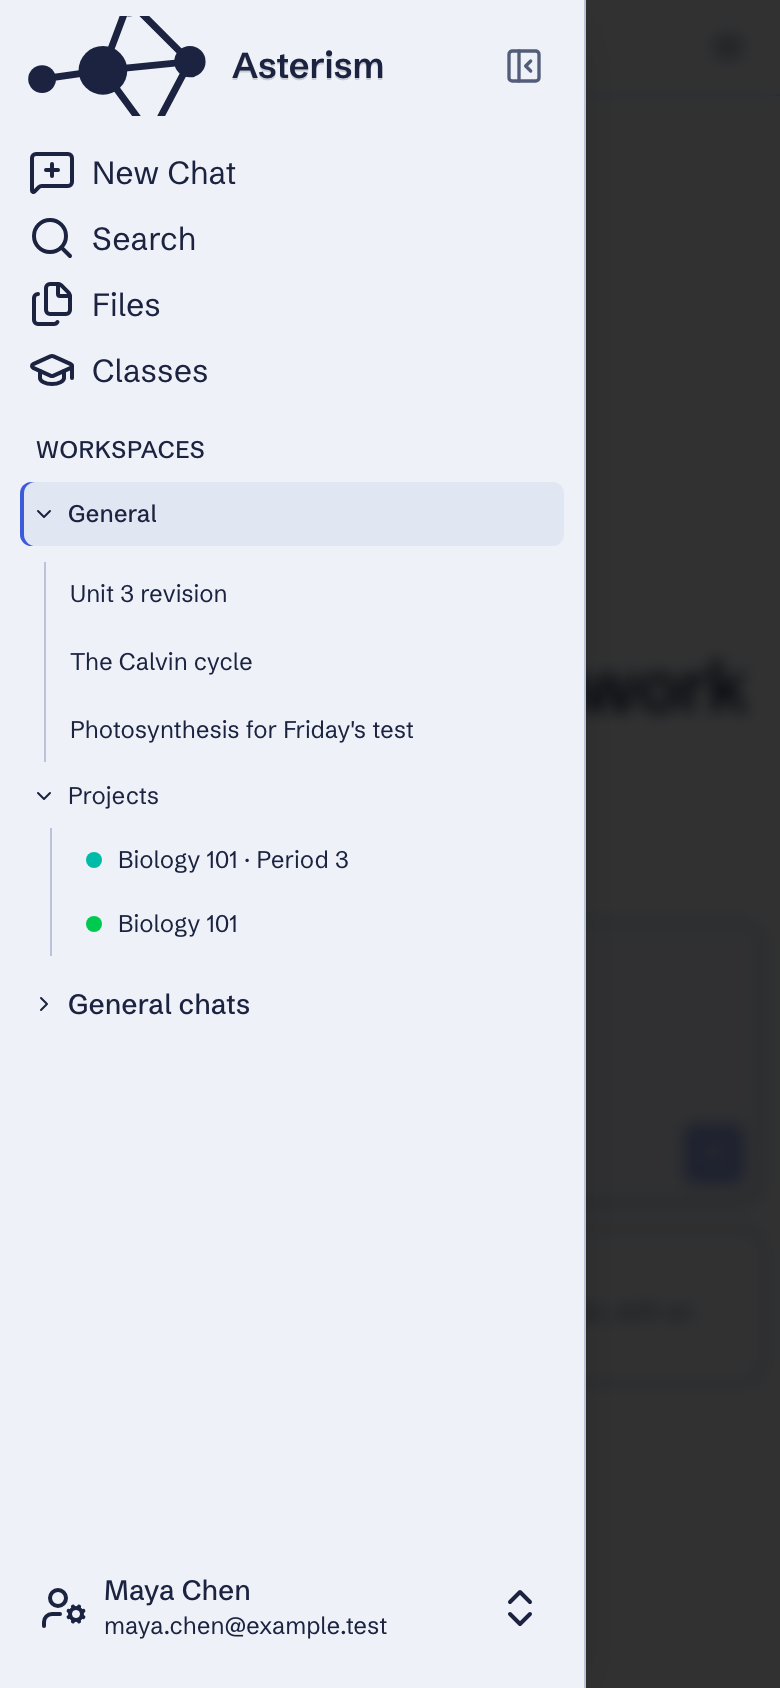 Asterism
New Chat
Search
Files
Classes
WORKSPACES
General
Unit 3 revision
The Calvin cycle
Photosynthesis for Friday's test
work
Projects
Biology 101 · Period 3
Biology 101
General chats
Maya Chen
maya.chen@example.test